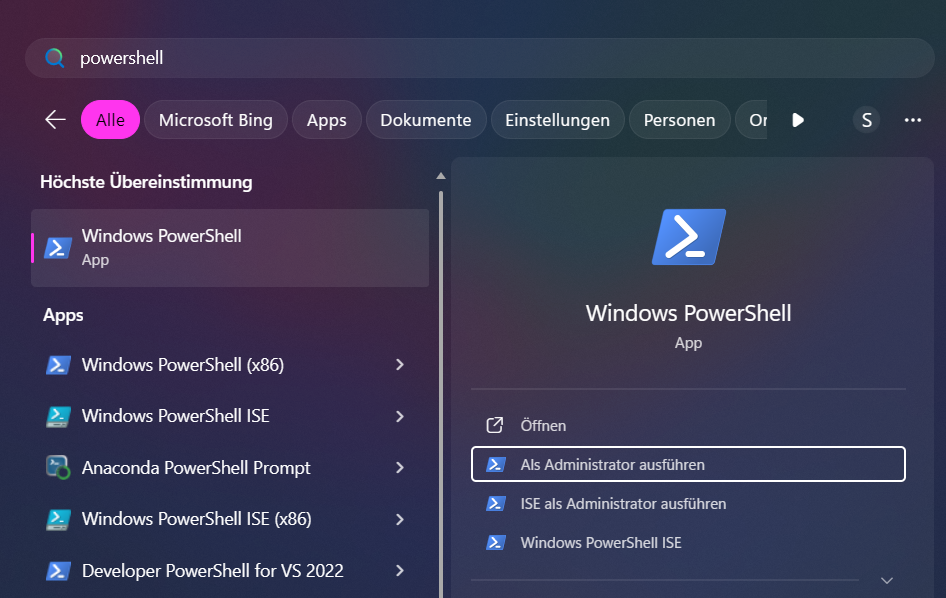 powershell
Alle
Microsoft Bing
Apps
Dokumente
Einstellungen
Personen
S
Höchste Übereinstimmung
Windows PowerShell
App
Apps
Windows PowerShell (x86)
Windows PowerShell ISE
Anaconda PowerShell Prompt
Windows PowerShell ISE (x86)
Developer PowerShell for VS 2022
Windows PowerShell
App
Öffnen
Als Administrator ausführen
ISE als Administrator ausführen
Windows PowerShell ISE